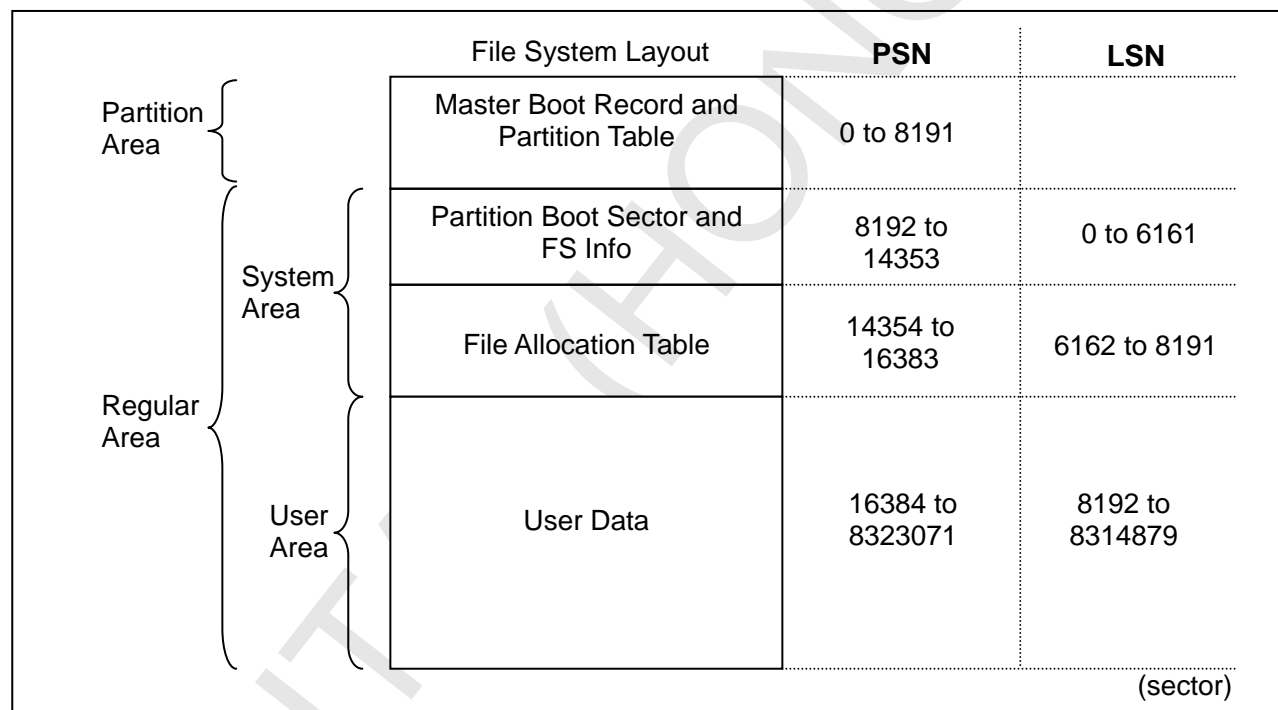 File System Layout PSN LSN
Partition
Area
Master Boot Record and
Partition Table
0 to 8191
Regular
Area
System
Area
Partition Boot Sector and
FS Info
8192 to
14353
0 to 6161
File Allocation Table
14354 to
16383
6162 to 8191
User
Area
User Data
16384 to
8323071
8192 to
8314879
(sector)